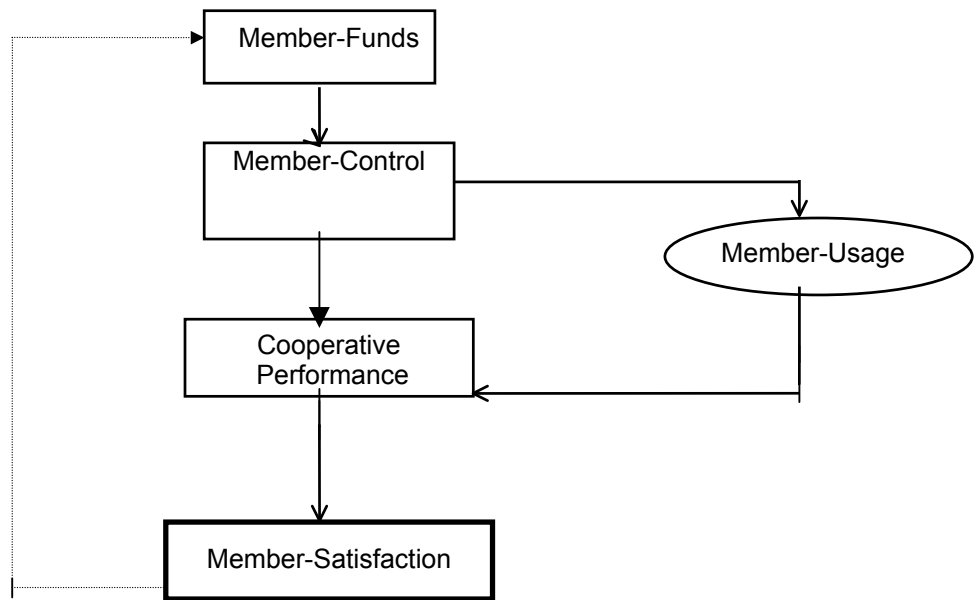 Member-Funds
Member-Control
Member-Usage
Cooperative
Performance
Member-Satisfaction